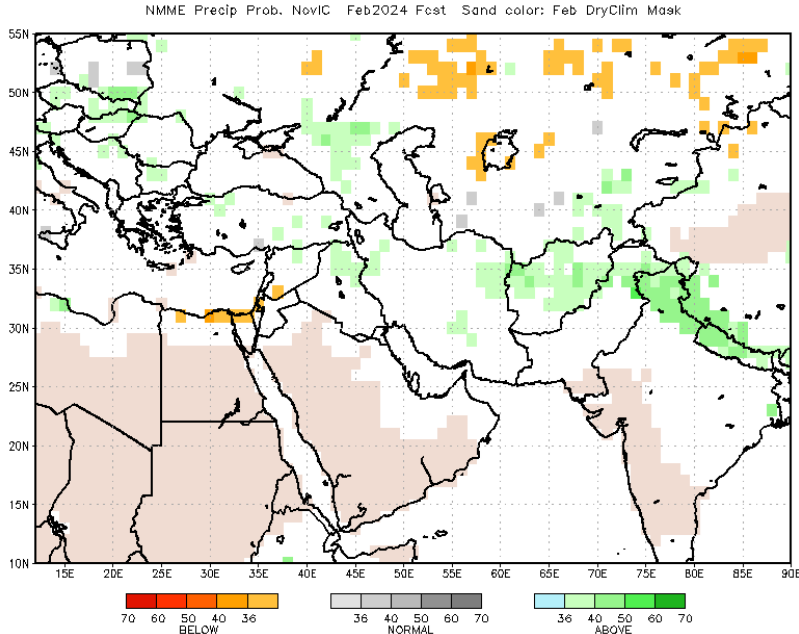 NMME Precip Prob. NovIC Feb2024 Fcst Sand color: Feb DryClim Mask
55N
50N
45N
40N
35N
30N
25N
20N
15N
10N
15E 20E 25E 30E 35E 40E 45E 50E 55E 60E 65E 70E 75E 80E 85E 90E
70 60 50 40 36 36 40 50 60 70 36 40 50 60 70
BELOW NORMAL ABOVE